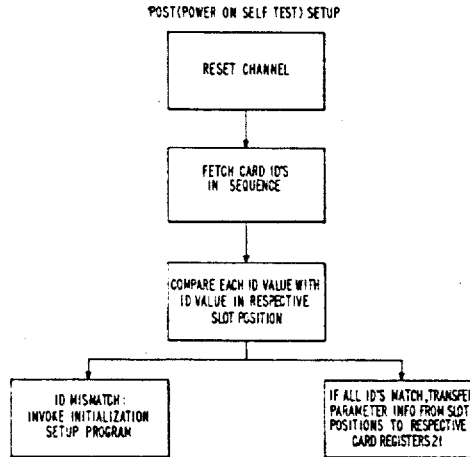 POST(POWER ON SELF TEST) SETUP
RESET CHANNEL
FETCH CARD ID'S
IN SEQUENCE
COMPARE EACH ID VALUE WITH
ID VALUE IN RESPECTIVE
SLOT POSITION
ID MISMATCH:
INVOKE INITIALIZATION
SETUP PROGRAM
IF ALL ID'S MATCH, TRANSFER
PARAMETER INFO FROM SLOT
POSITIONS TO RESPECTIVE
CARD REGISTERS 21